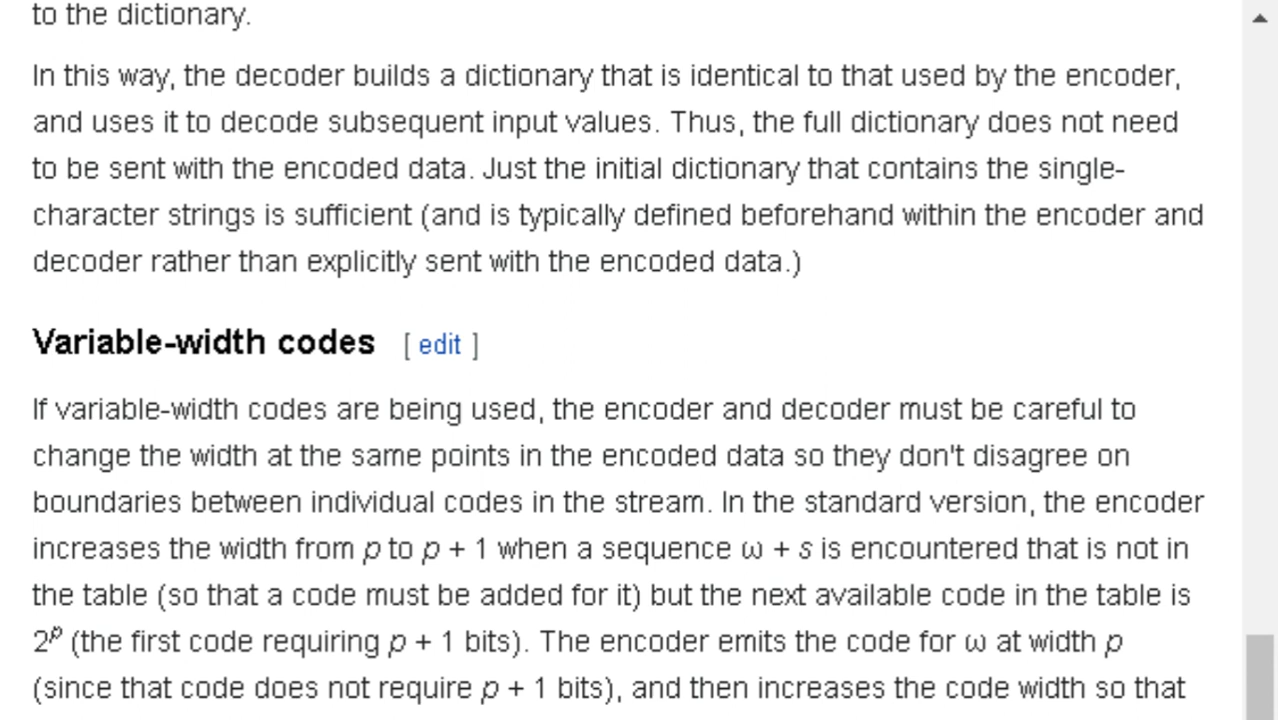 to the dictionary.
In this way, the decoder builds a dictionary that is identical to that used by the encoder,
and uses it to decode subsequent input values. Thus, the full dictionary does not need
to be sent with the encoded data. Just the initial dictionary that contains the single-
character strings is sufficient (and is typically defined beforehand within the encoder and
decoder rather than explicitly sent with the encoded data.)
Variable-width codes [ edit ]
If variable-width codes are being used, the encoder and decoder must be careful to
change the width at the same points in the encoded data so they don't disagree on
boundaries between individual codes in the stream. In the standard version, the encoder
increases the width from p to p + 1 when a sequence ω + s is encountered that is not in
the table (so that a code must be added for it) but the next available code in the table is
2ᵖ (the first code requiring p + 1 bits). The encoder emits the code for ω at width p
(since that code does not require p + 1 bits), and then increases the code width so that